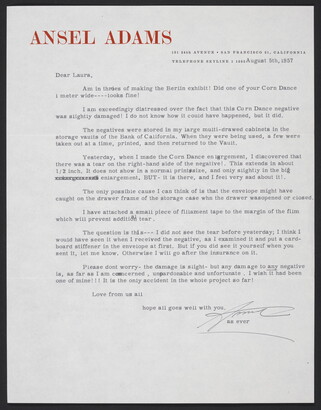 ANSEL ADAMS
131 24TH AVENUE • SAN FRANCISCO 21, CALIFORNIA
TELEPHONE SKYLINE 1 August 5th, 1957
Dear Laura,
Am in throes of making the Berlin exhibit! Did one of your Corn Dance
1 meter wide----looks fine!
I am exceedingly distressed over the fact that this Corn Dance negative
was slightly damaged! I do not know how it could have happened, but it did.
The negatives were stored in my large multi-drawed cabinets in the
storage vaults of the Bank of California. When they were being used, a few were
taken out at a time, printed, and then returned to the Vault.
Yesterday, when I made the Corn Dance enlargement, I discovered that
there was a tear on the right-hand side of the negative! This extends in about
1/2 inch. It does not show in a normal print size, and only slightly in the big
enlargement, BUT-- it is there, and I feel very sad about it!
The only possible cause I can think of is that the envelope might have
caught on the drawer frame of the storage case when the drawer was opened or closed.
I have attached a small piece of filament tape to the margin of the film
which will prevent addition tear.
The question is this--- I did not see the tear before yesterday; I think I
would have seen it when I received the negative, as I examined it and put a card-
board stiffener in the envelope at first. But if you did see it yourself when you
sent it, let me know. Otherwise I will go after the insurance on it.
Please dont worry- the damage is slight- but any damage to any negative
is, as far as I am concerned , unpardonable and unfortunate . I wish it had been
one of mine!!! It is the only accident in the whole project so far!
Love from us all
hope all goes well with you.
as ever